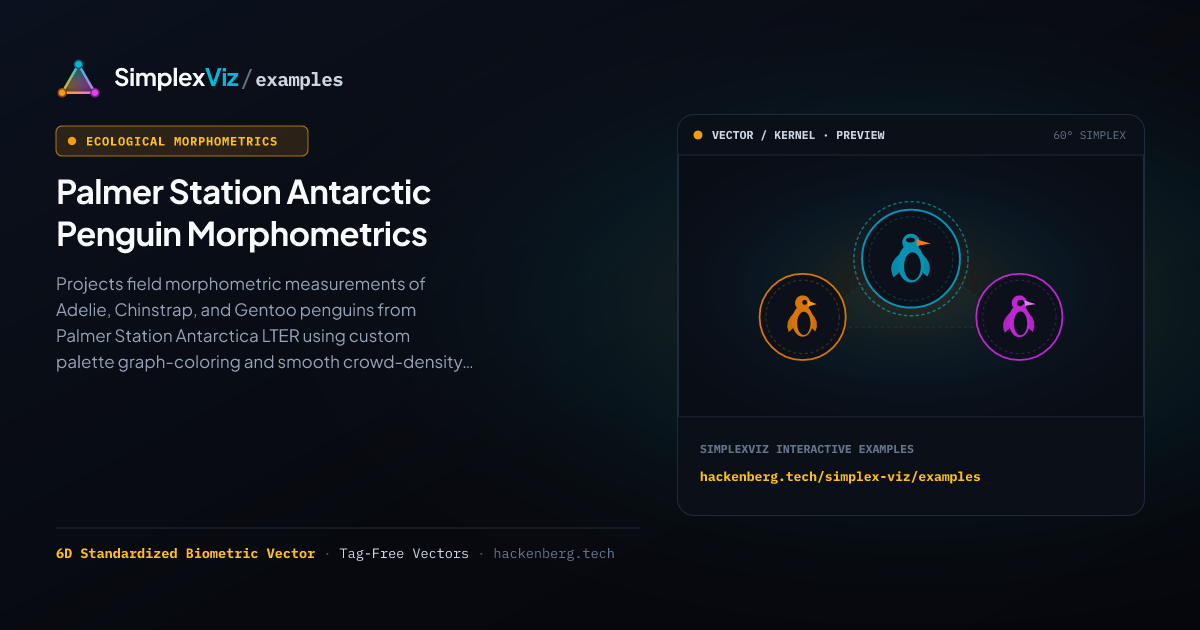 SimplexViz/examples
ECOLOGICAL MORPHOMETRICS
Palmer Station Antarctic
Penguin Morphometrics
Projects field morphometric measurements of
Adelie, Chinstrap, and Gentoo penguins from
Palmer Station Antarctica LTER using custom
palette graph-coloring and smooth crowd-density…
6D Standardized Biometric Vector · Tag-Free Vectors · hackenberg.tech
VECTOR / KERNEL · PREVIEW
60° SIMPLEX
SIMPLEXVIZ INTERACTIVE EXAMPLES
hackenberg.tech/simplex-viz/examples